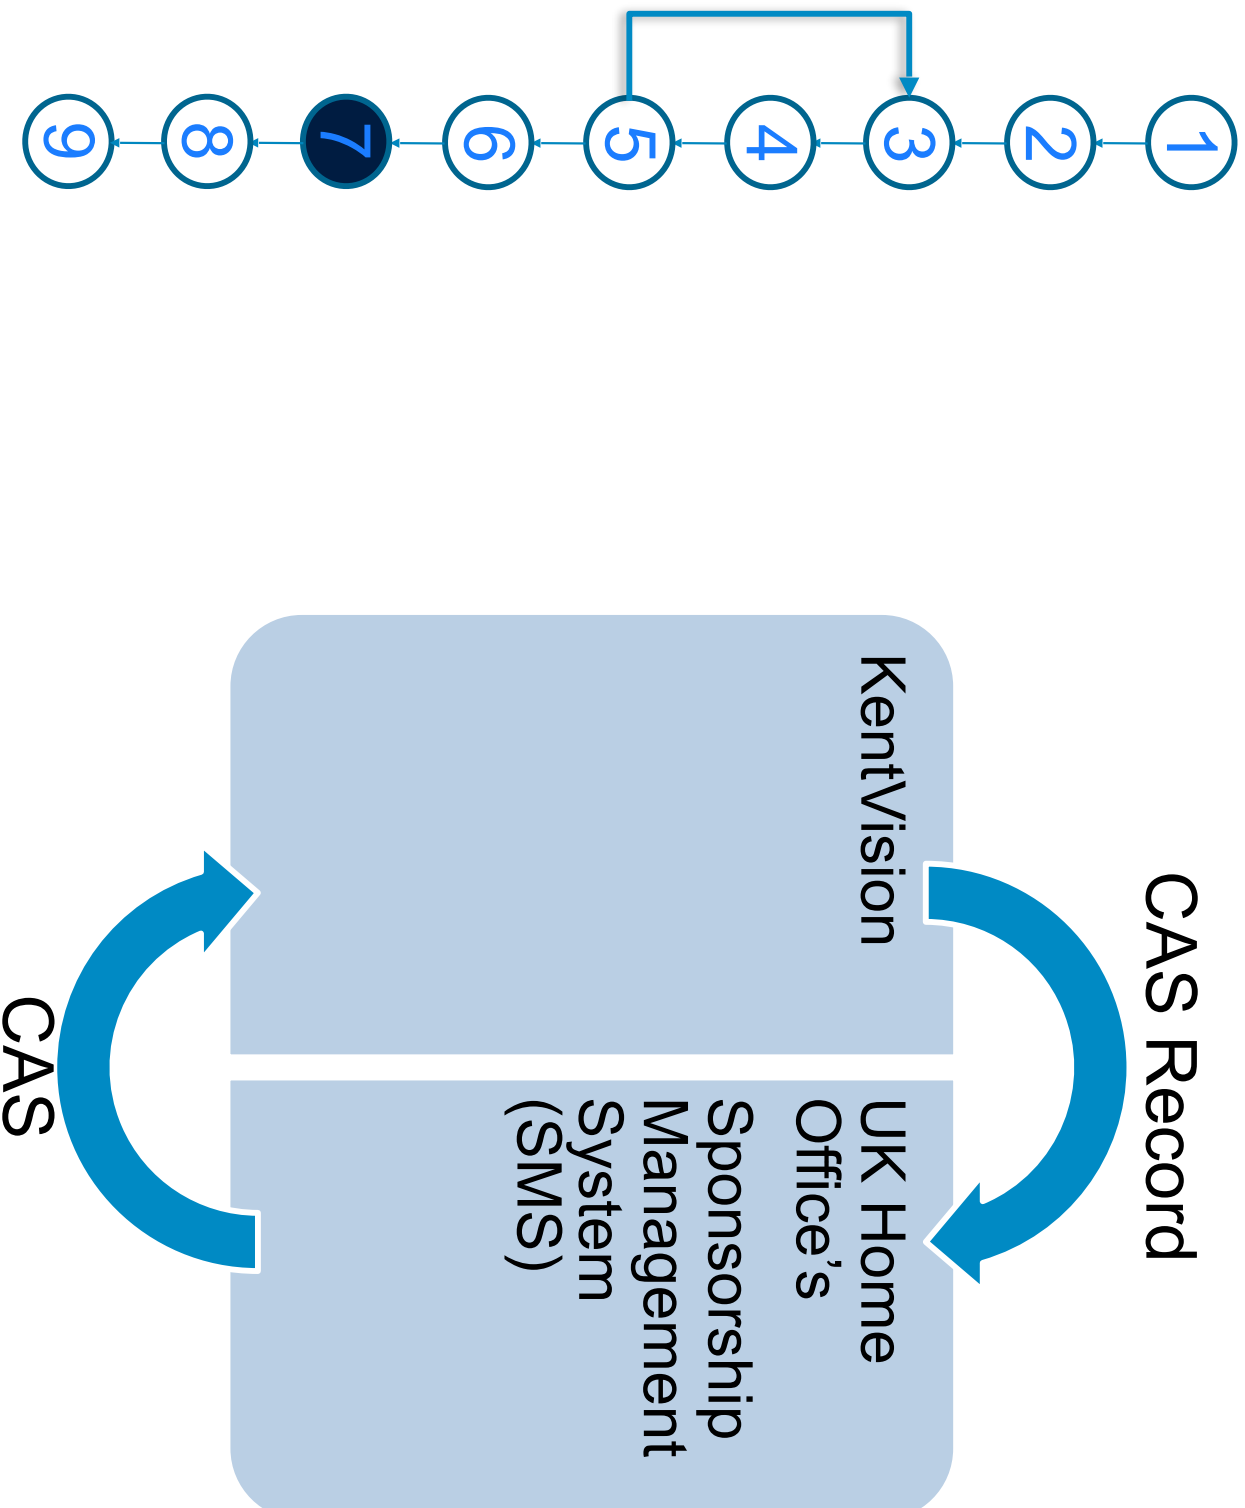 1
2
3
4
5
6
7
8
9
CAS Record
KentVision
UK Home
Office’s
Sponsorship
Management
System
(SMS)
CAS